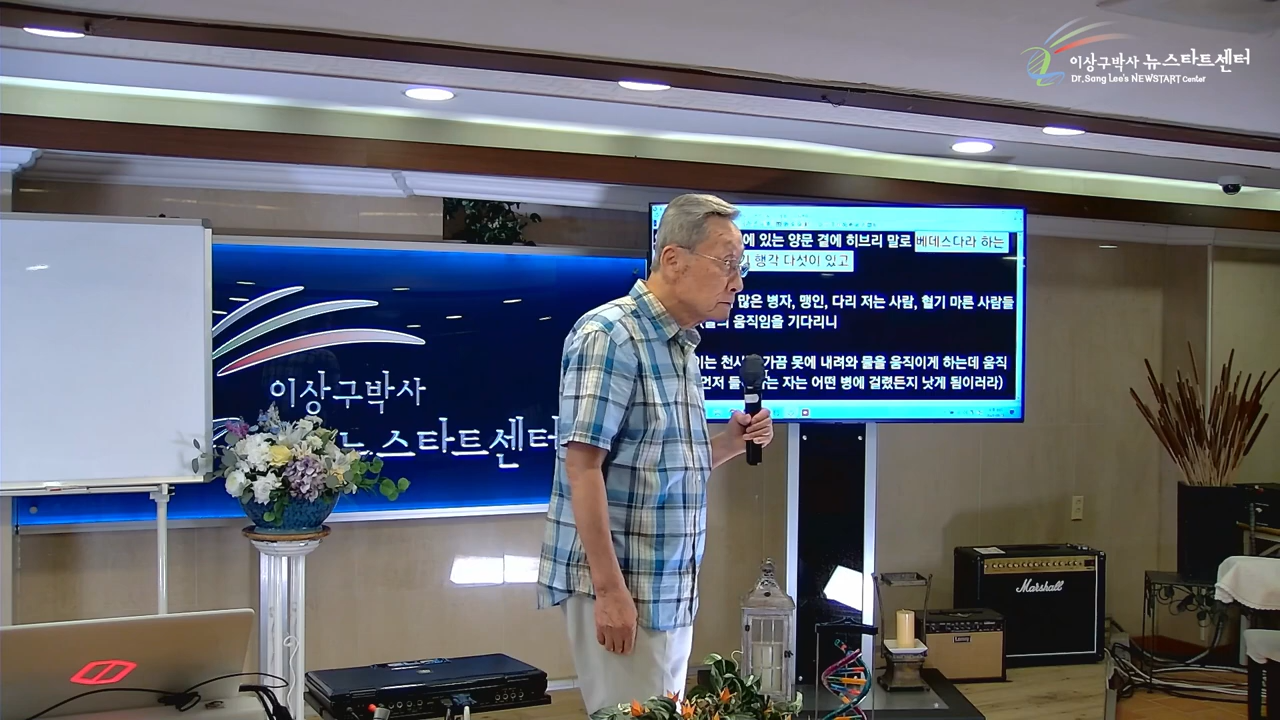 이상구박사 뉴스타트센터
Dr. Sang Lee's NEWSTART Center
에 있는 양문 곁에 히브리 말로 베데스다라 하는
행각 다섯이 있고
많은 병자, 맹인, 다리 저는 사람, 혈기 마른 사람들
움직임을 기다리니
이는 천사 가끔 못에 내려와 물을 움직이게 하는데 움직
먼저 는 자는 어떤 병에 걸렸든지 낫게 됨이러라)
이상구박사
뉴스타트센터
Marshall
Laney